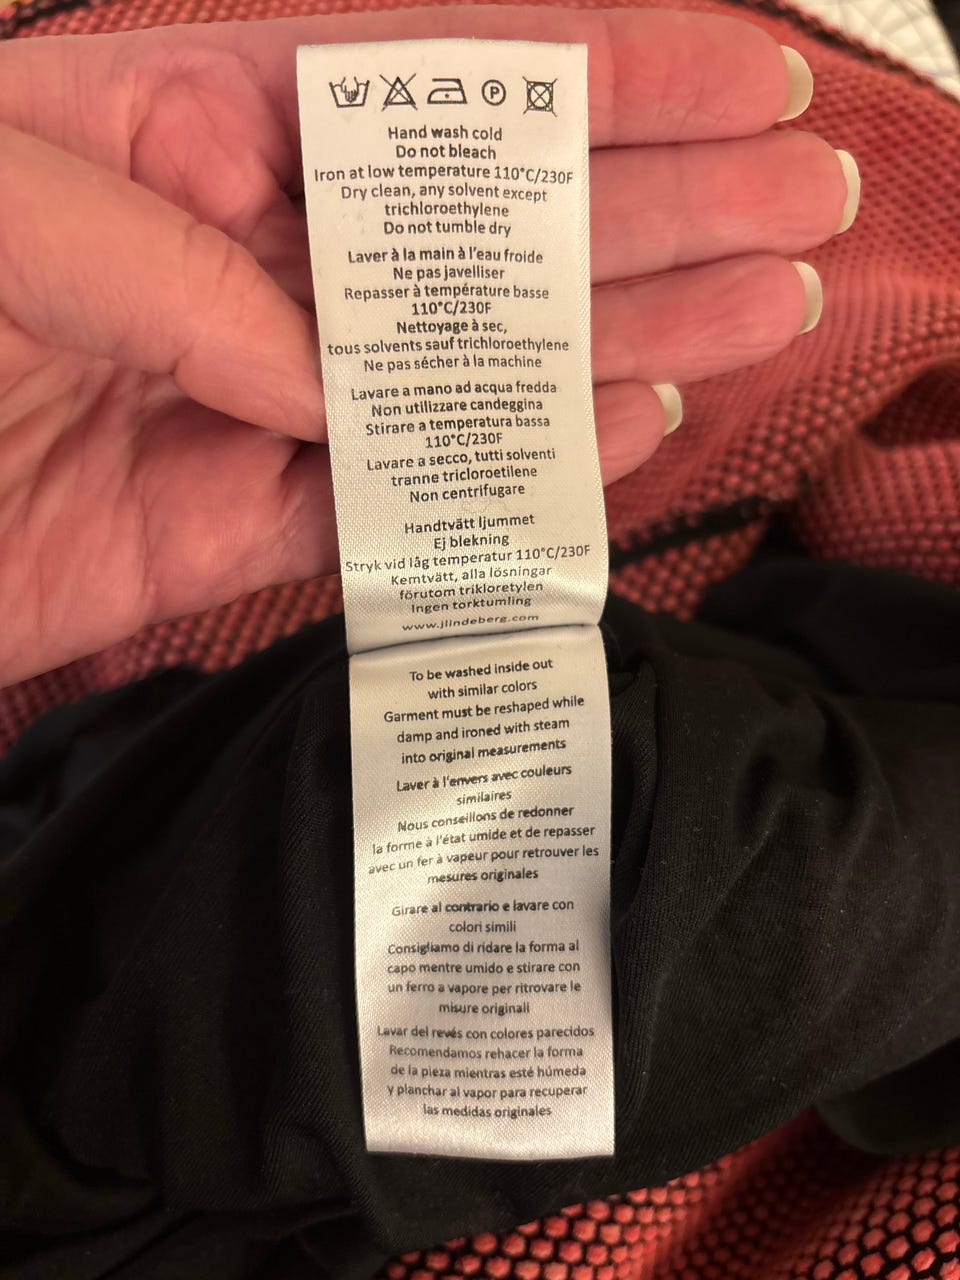 P
Hand wash cold
Do not bleach
Iron at low temperature 110°C/230F
Dry clean, any solvent except
trichloroethylene
Do not tumble dry
Laver à la main à l'eau froide
Ne pas javelliser
Repasser à température basse
110°C/230F
Nettoyage à sec,
tous solvents sauf trichloroethylene
Ne pas sécher à la machine
Lavare a mano ad acqua fredda
Non utilizzare candeggina
Stirare a temperatura bassa
110°C/230F
Lavare a secco, tutti solventi
tranne tricloroetilene
Non centrifugare
Handtvätt ljummet
Ej blekning
Stryk vid låg temperatur 110°C/230F
Kemtvätt, alla lösningar
förutom trikloretylen
Ingen torktumling
www.jlindeberg.com
To be washed inside out
with similar colors
Garment must be reshaped while
damp and ironed with steam
into original measurements
Laver à l'envers avec couleurs
similaires
Nous conseillons de redonner
la forme à l'état umide et de repasser
avec un fer à vapeur pour retrouver les
mesures originales
Girare al contrario e lavare con
colori simili
Consigliamo di ridare la forma al
capo mentre umido e stirare con
un ferro a vapore per ritrovare le
misure originali
Lavar del revés con colores parecidos
Recomendamos rehacer la forma
de la pieza mientras esté húmeda
y planchar al vapor para recuperar
las medidas originales